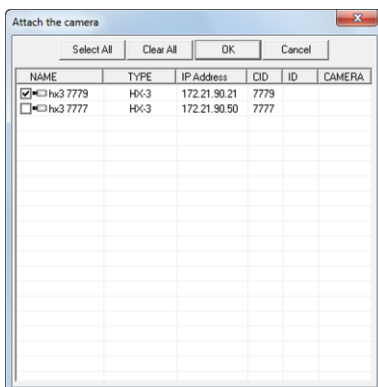 Attach the camera
Select All Clear All OK Cancel
NAME TYPE IP Address CID ID CAMERA
hx3 7779 HX-3 172.21.90.21 7779
hx3 7777 HX-3 172.21.90.50 7777